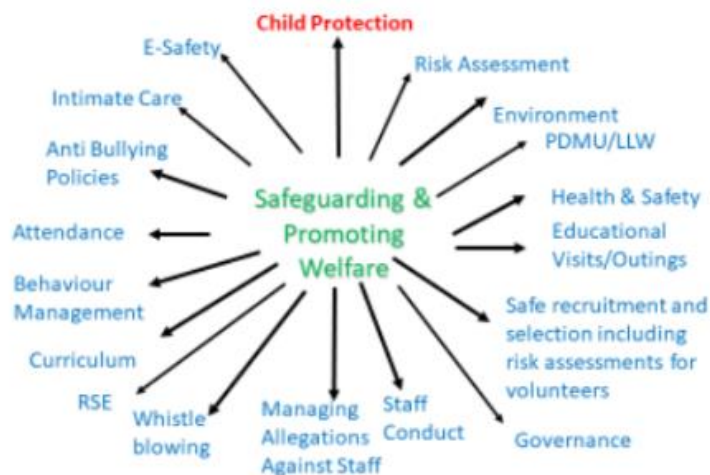 Child Protection
E-Safety
Risk Assessment
Intimate Care
Environment
PDMU/LLW
Anti Bullying
Policies
Safeguarding &
Promoting
Welfare
Health & Safety
Attendance
Educational
Visits/Outings
Behaviour
Management
Safe recruitment and
selection including
risk assessments for
volunteers
Curriculum
RSE
Whistle
blowing
Managing
Allegations
Against Staff
Staff
Conduct
Governance